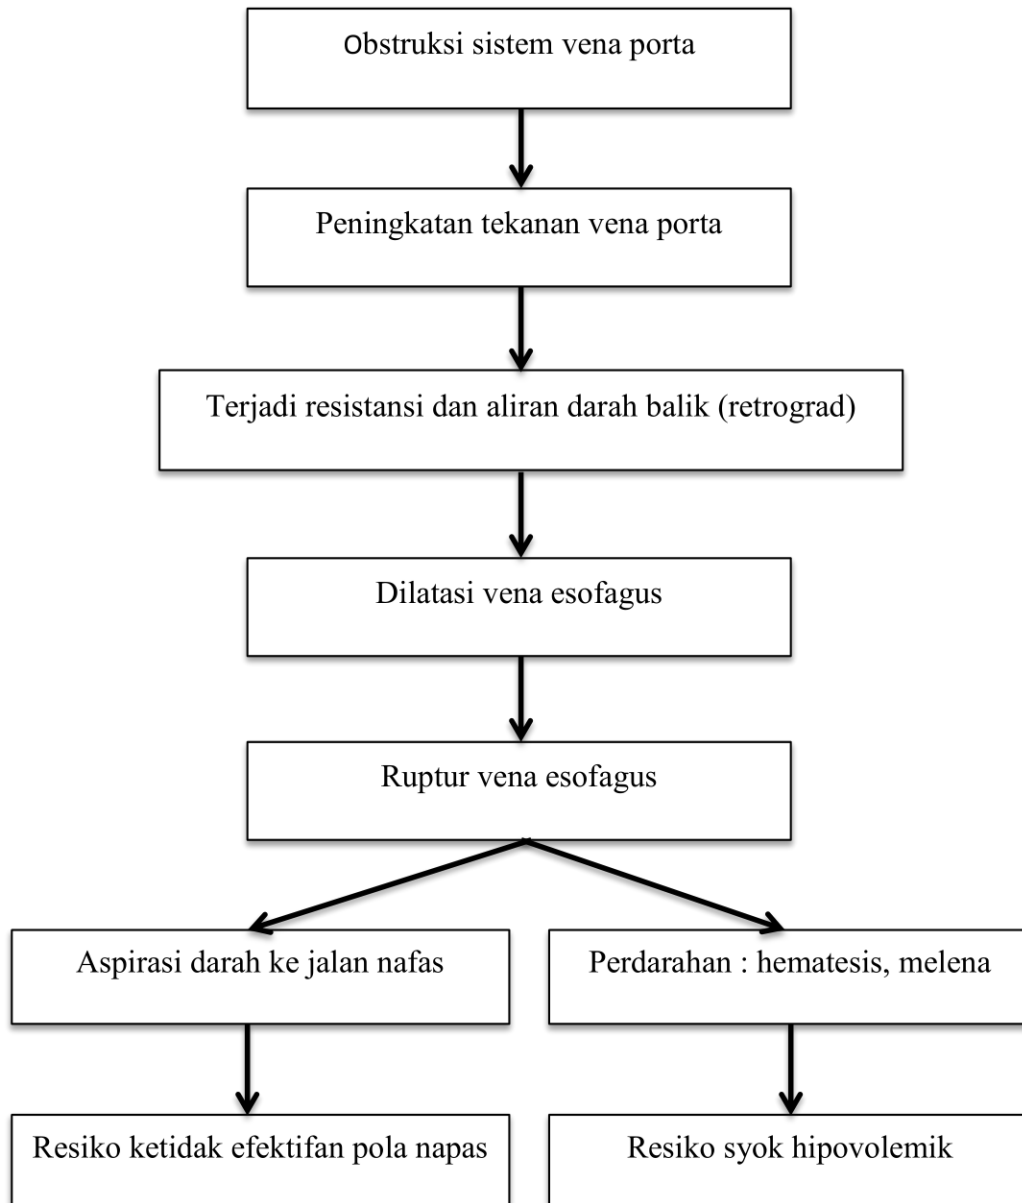 Obstruksi sistem vena porta
Peningkatan tekanan vena porta
Terjadi resistansi dan aliran darah balik (retrograd)
Dilatasi vena esofagus
Ruptur vena esofagus
Aspirasi darah ke jalan nafas
Perdarahan : hematesis, melena
Resiko ketidak efektifan pola napas
Resiko syok hipovolemik